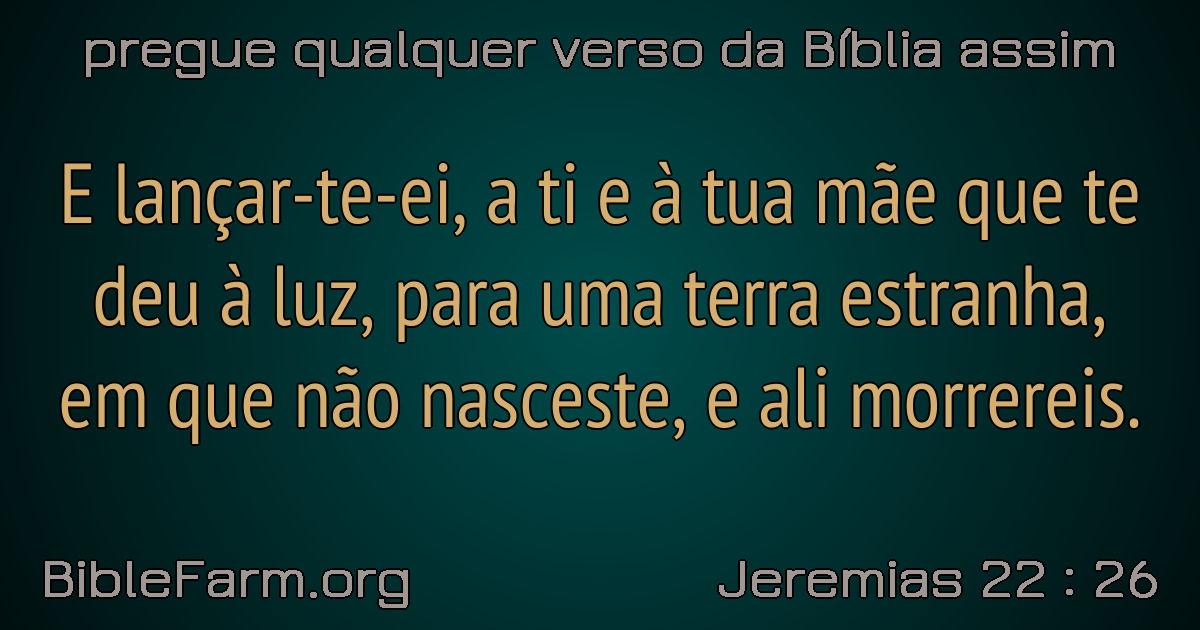 pregue qualquer verso da Bíblia assim
E lançar-te-ei, a ti e à tua mãe que te
deu à luz, para uma terra estranha,
em que não nasceste, e ali morrereis.
BibleFarm.org
Jeremias 22 : 26